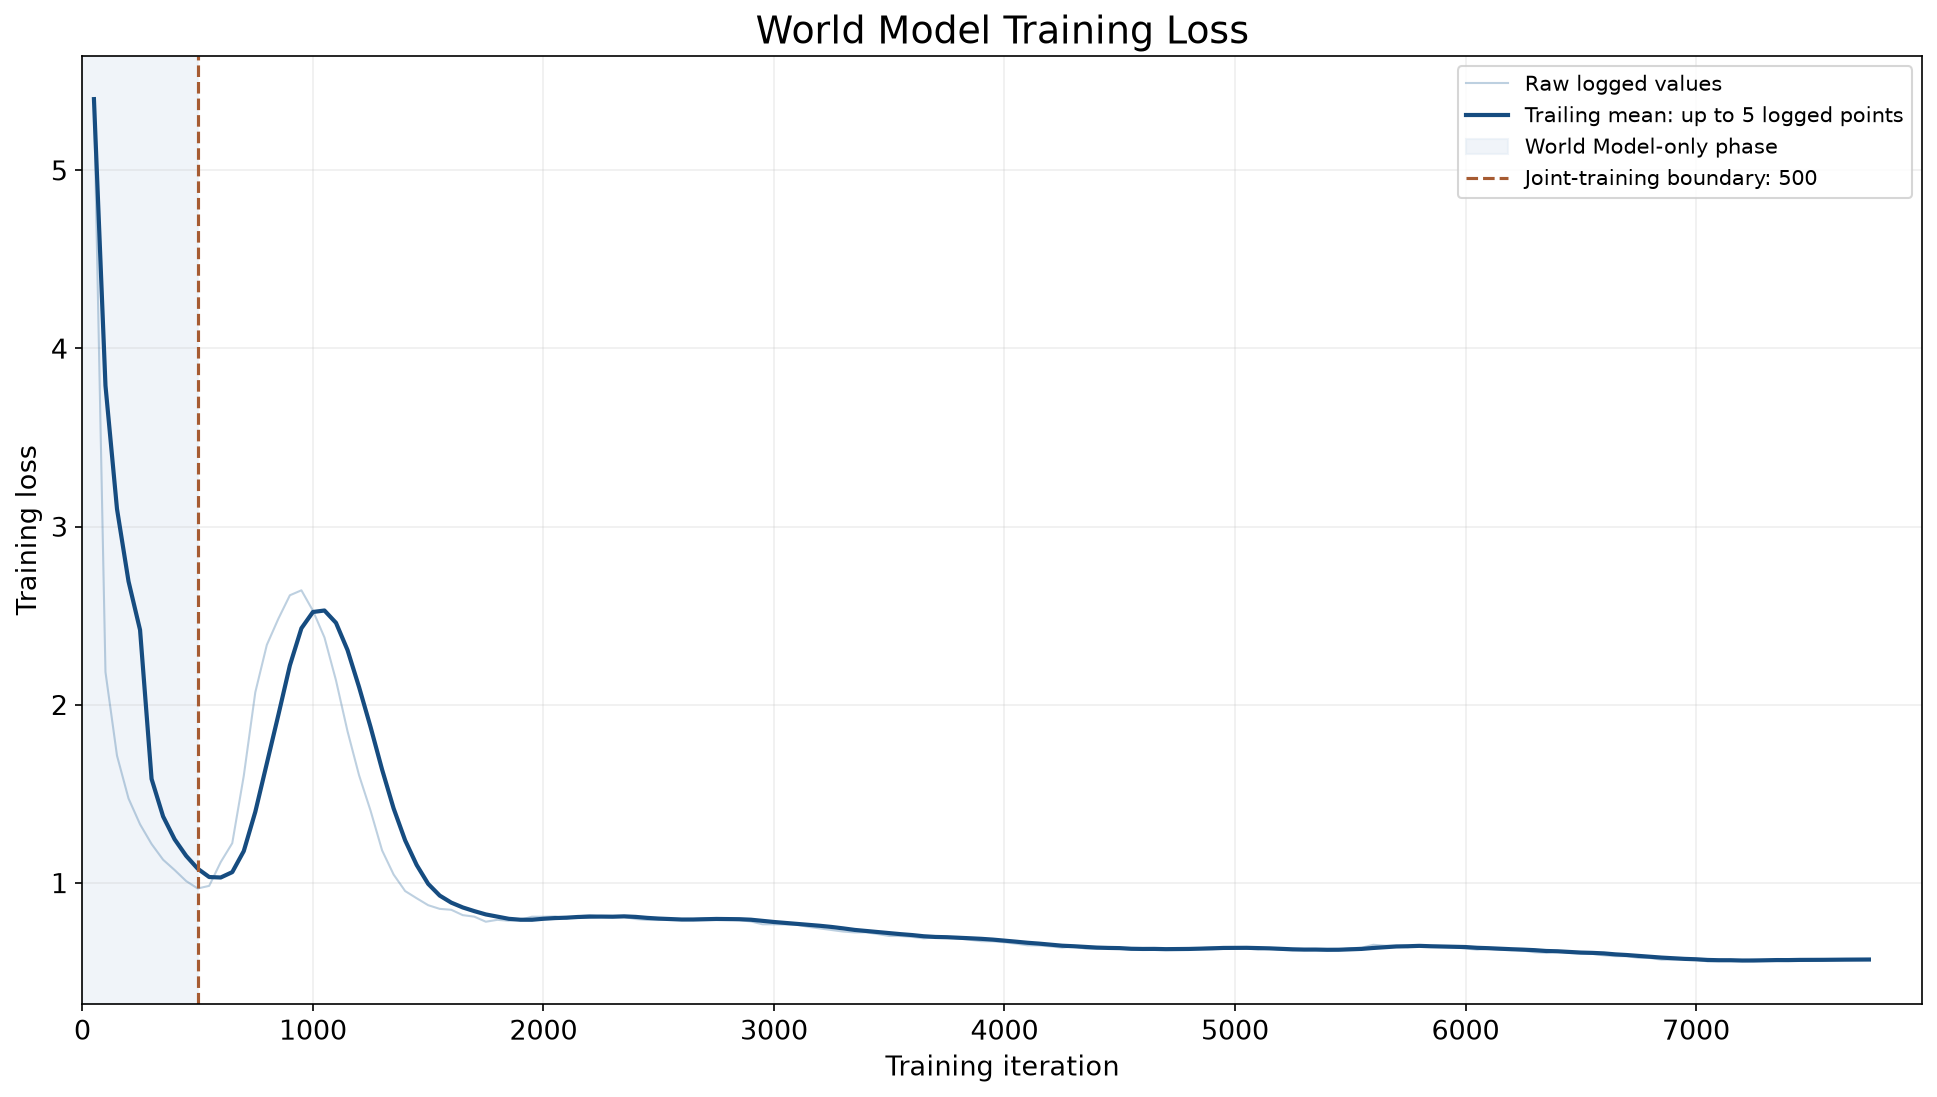 World Model Training Loss
Raw logged values
Trailing mean: up to 5 logged points
World Model-only phase
Joint-training boundary: 500
Training loss
5
4
3
2
1
0
1000
2000
3000
4000
5000
6000
7000
Training iteration